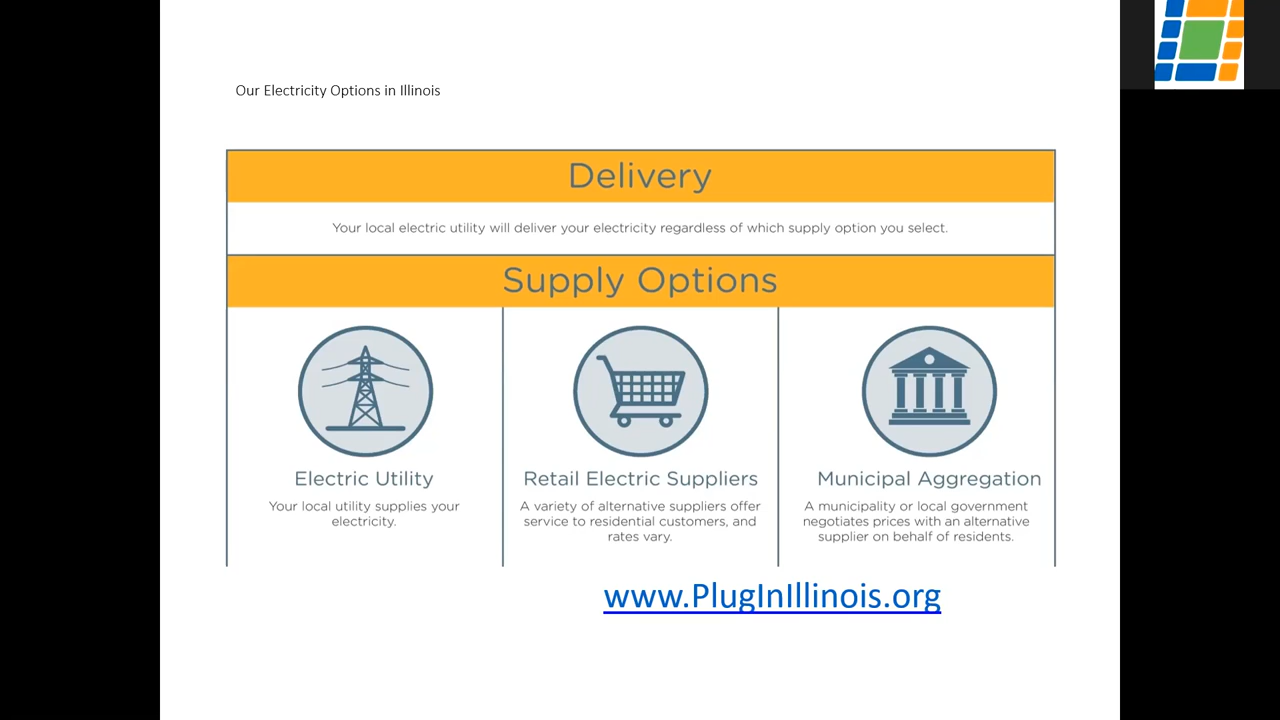 Our Electricity Options in Illinois
Delivery
Your local electric utility will deliver your electricity regardless of which supply option you select.
Supply Options
Electric Utility
Your local utility supplies your
electricity.
Retail Electric Suppliers
A variety of alternative suppliers offer
service to residential customers, and
rates vary.
Municipal Aggregation
A municipality or local government
negotiates prices with an alternative
supplier on behalf of residents.
www.PlugInIllinois.org